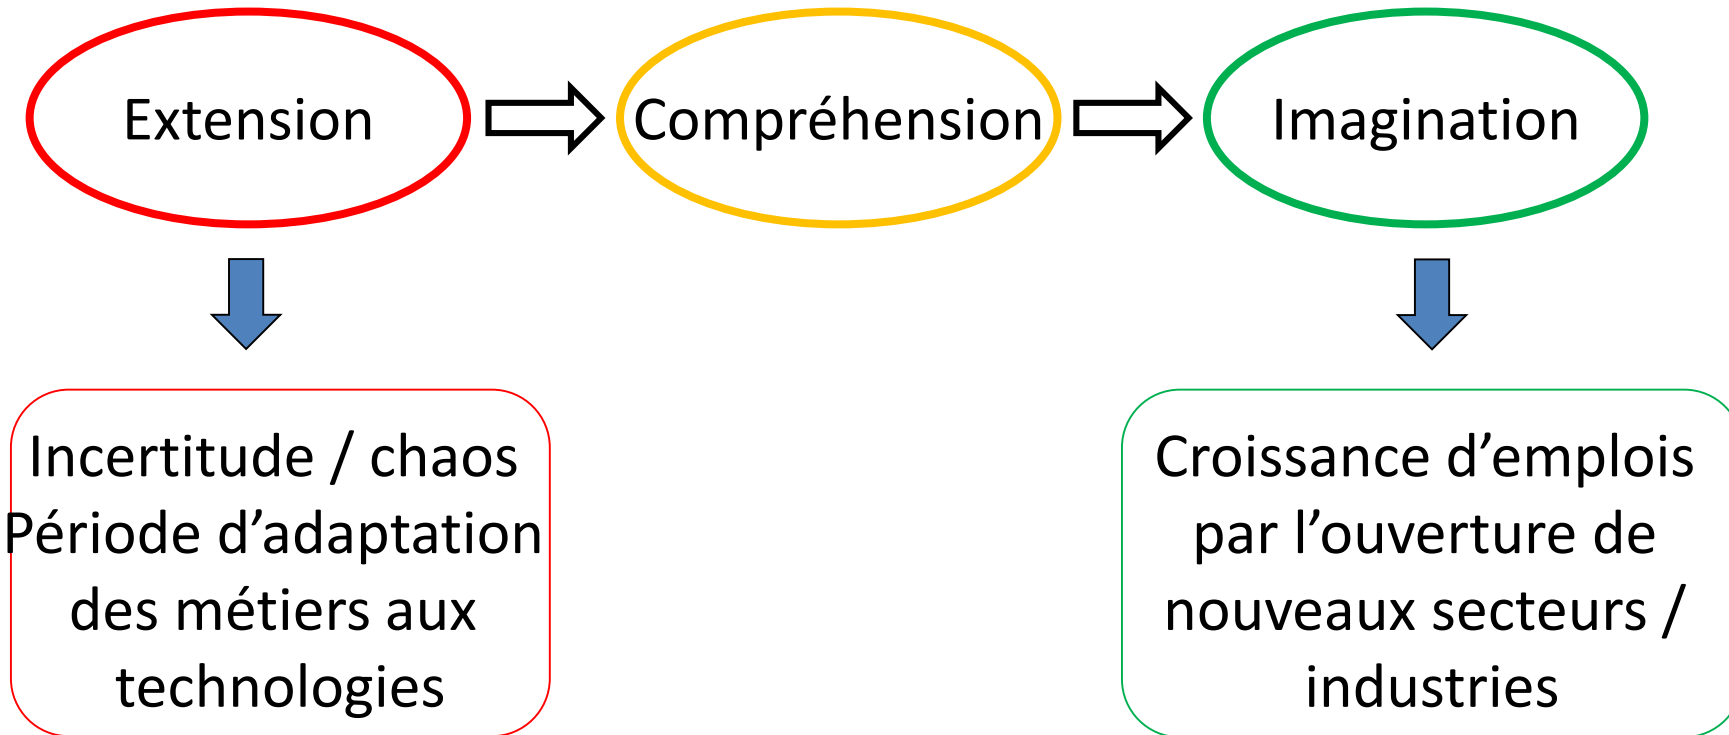 Extension
Compréhension
Imagination
Incertitude / chaos
Période d’adaptation
des métiers aux
technologies
Croissance d’emplois
par l’ouverture de
nouveaux secteurs /
industries